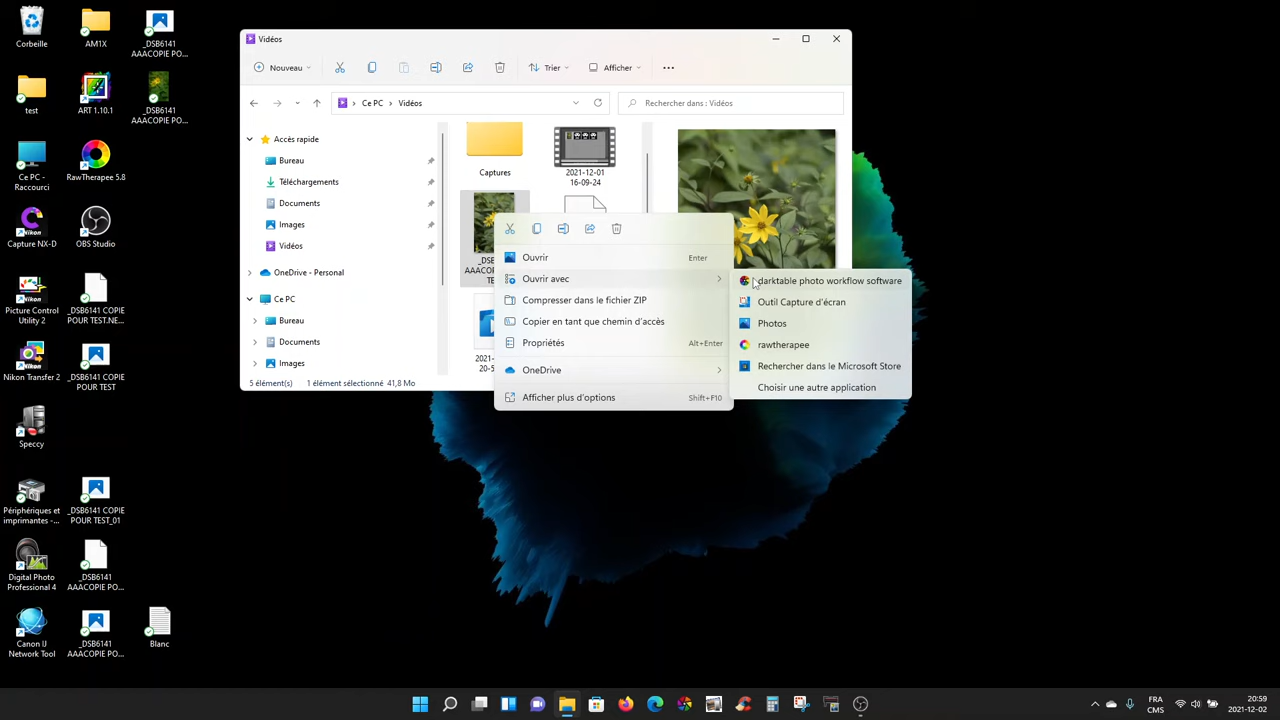 Corbeille
AM1X
_DSB6141
AAACOPIE PO...
test
ART 1.10.1
_DSB6141
AAACOPIE PO...
Ce PC -
Raccourci
RawTherapee 5.8
Capture NX-D
OBS Studio
Picture Control
Utility 2
_DSB6141 COPIE
POUR TEST.NE...
Nikon Transfer 2
_DSB6141 COPIE
POUR TEST
Speccy
Périphériques et
imprimantes -...
_DSB6141 COPIE
POUR TEST_01
Digital Photo
Professional 4
_DSB6141
AAACOPIE PO...
Canon IJ
Network Tool
_DSB6141
AAACOPIE PO...
Blanc
Vidéos
Nouveau
Trier
Afficher
Ce PC
Vidéos
Rechercher dans : Vidéos
Accès rapide
Bureau
Téléchargements
Documents
Images
Vidéos
OneDrive - Personal
Ce PC
Bureau
Documents
Images
5 élément(s)
1 élément sélectionné 41,8 Mo
Captures
2021-12-01
16-09-24
Ouvrir
Enter
Ouvrir avec
Compresser dans le fichier ZIP
Copier en tant que chemin d'accès
Propriétés
Alt+Enter
OneDrive
Afficher plus d'options
Shift+F10
darktable photo workflow software
Outil Capture d'écran
Photos
rawtherapee
Rechercher dans le Microsoft Store
Choisir une autre application
FRA
CMS
20:59
2021-12-02